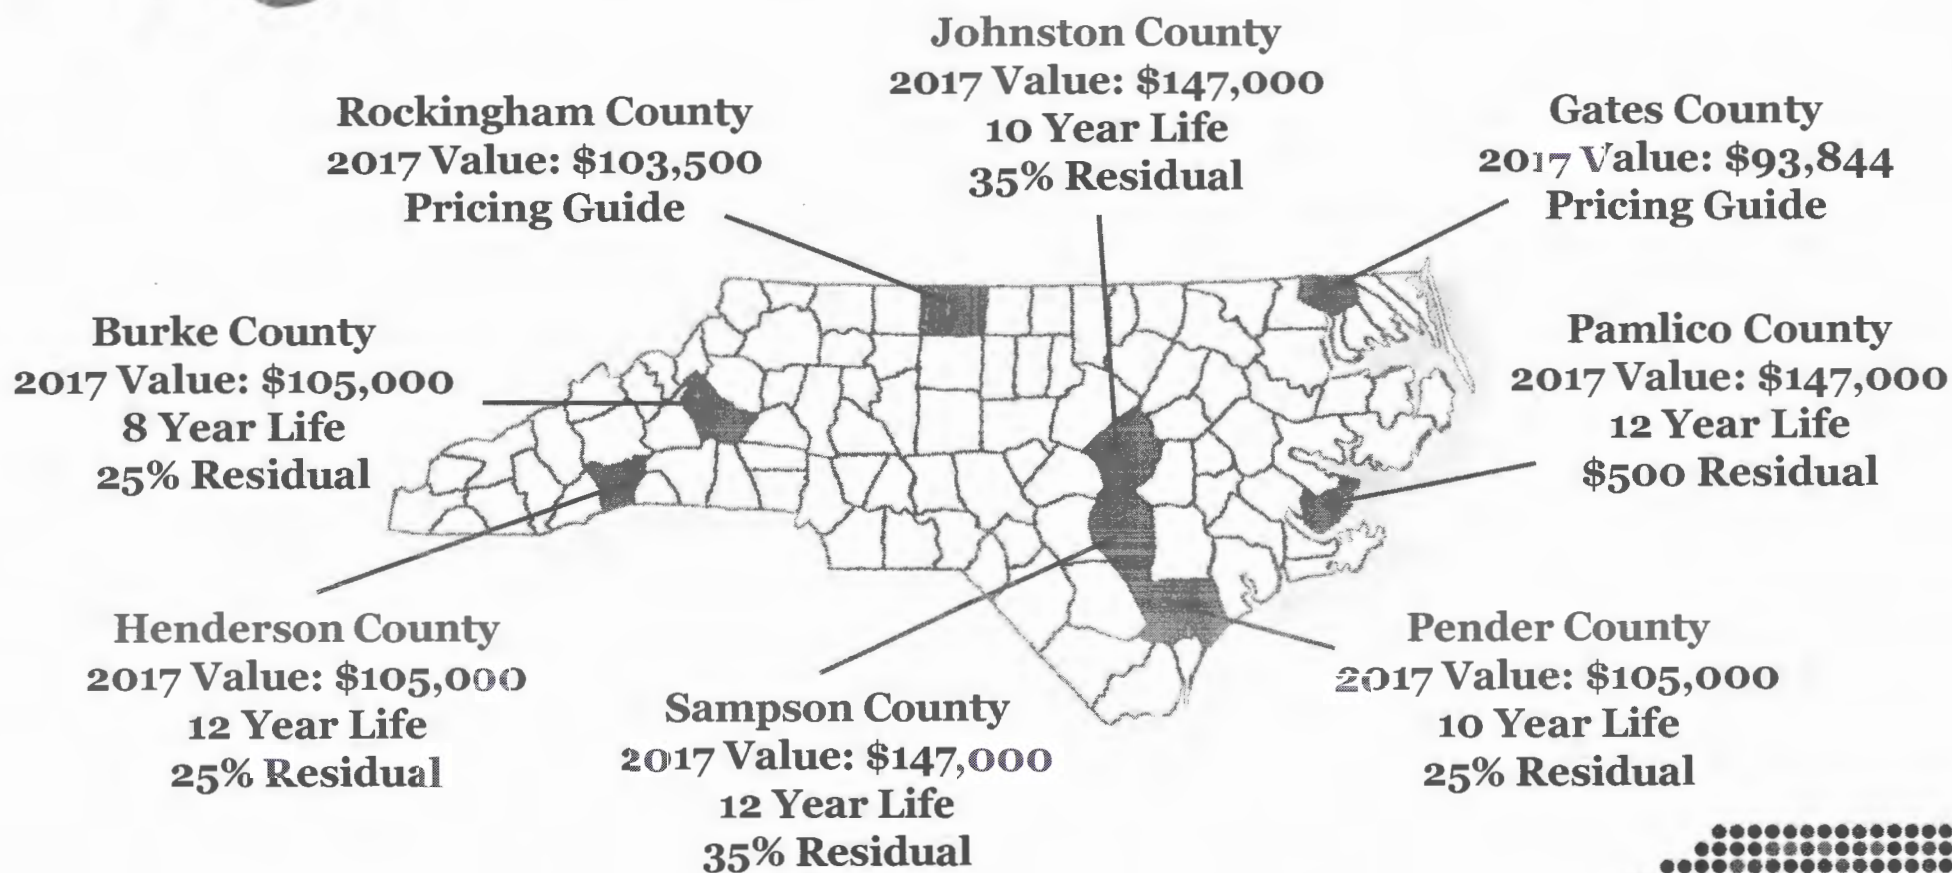 Johnston County
2017 Value: $147,000
10 Year Life
35% Residual
Rockingham County
2017 Value: $103,500
Pricing Guide
Gates County
2017 Value: $93,844
Pricing Guide
Burke County
2017 Value: $105,000
8 Year Life
25% Residual
Pamlico County
2017 Value: $147,000
12 Year Life
$500 Residual
Henderson County
2017 Value: $105,000
12 Year Life
25% Residual
Sampson County
2017 Value: $147,000
12 Year Life
35% Residual
Pender County
2017 Value: $105,000
10 Year Life
25% Residual